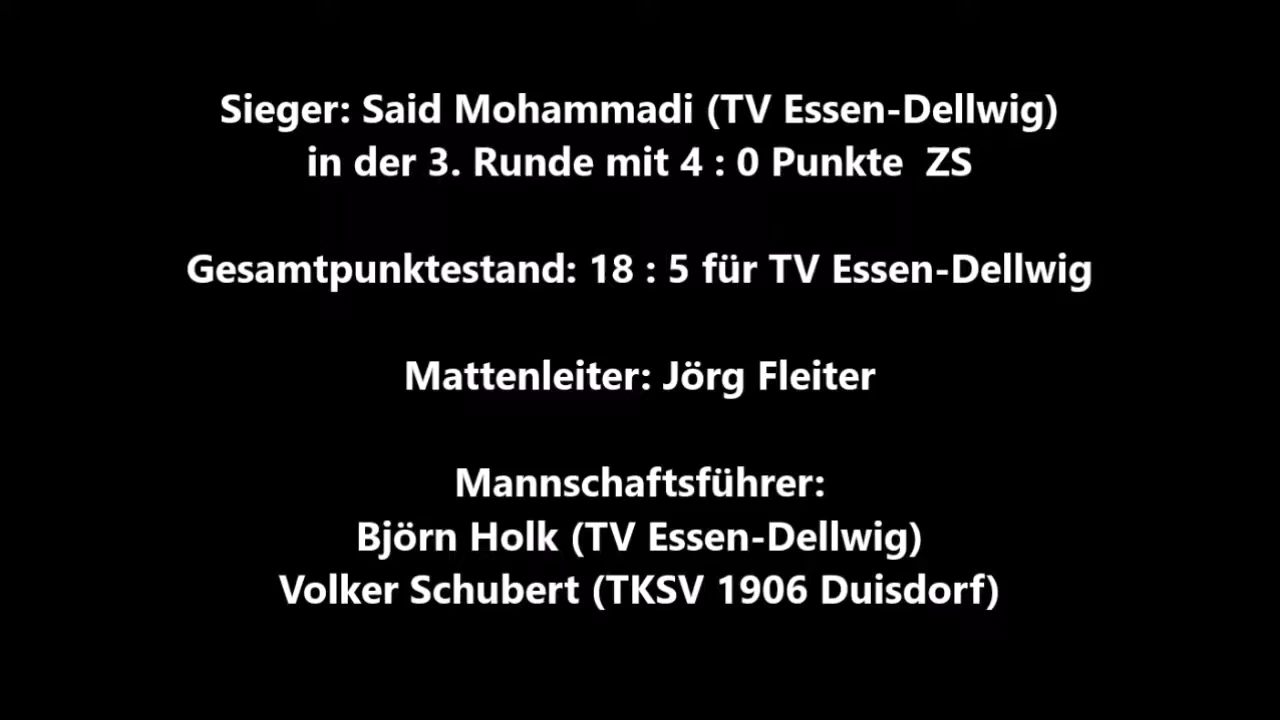 Sieger: Said Mohammadi (TV Essen-Dellwig)
in der 3. Runde mit 4 : 0 Punkte  ZS
Gesamtpunktestand: 18 : 5 für TV Essen-Dellwig
Mattenleiter: Jörg Fleiter
Mannschaftsführer:
Björn Holk (TV Essen-Dellwig)
Volker Schubert (TKSV 1906 Duisdorf)